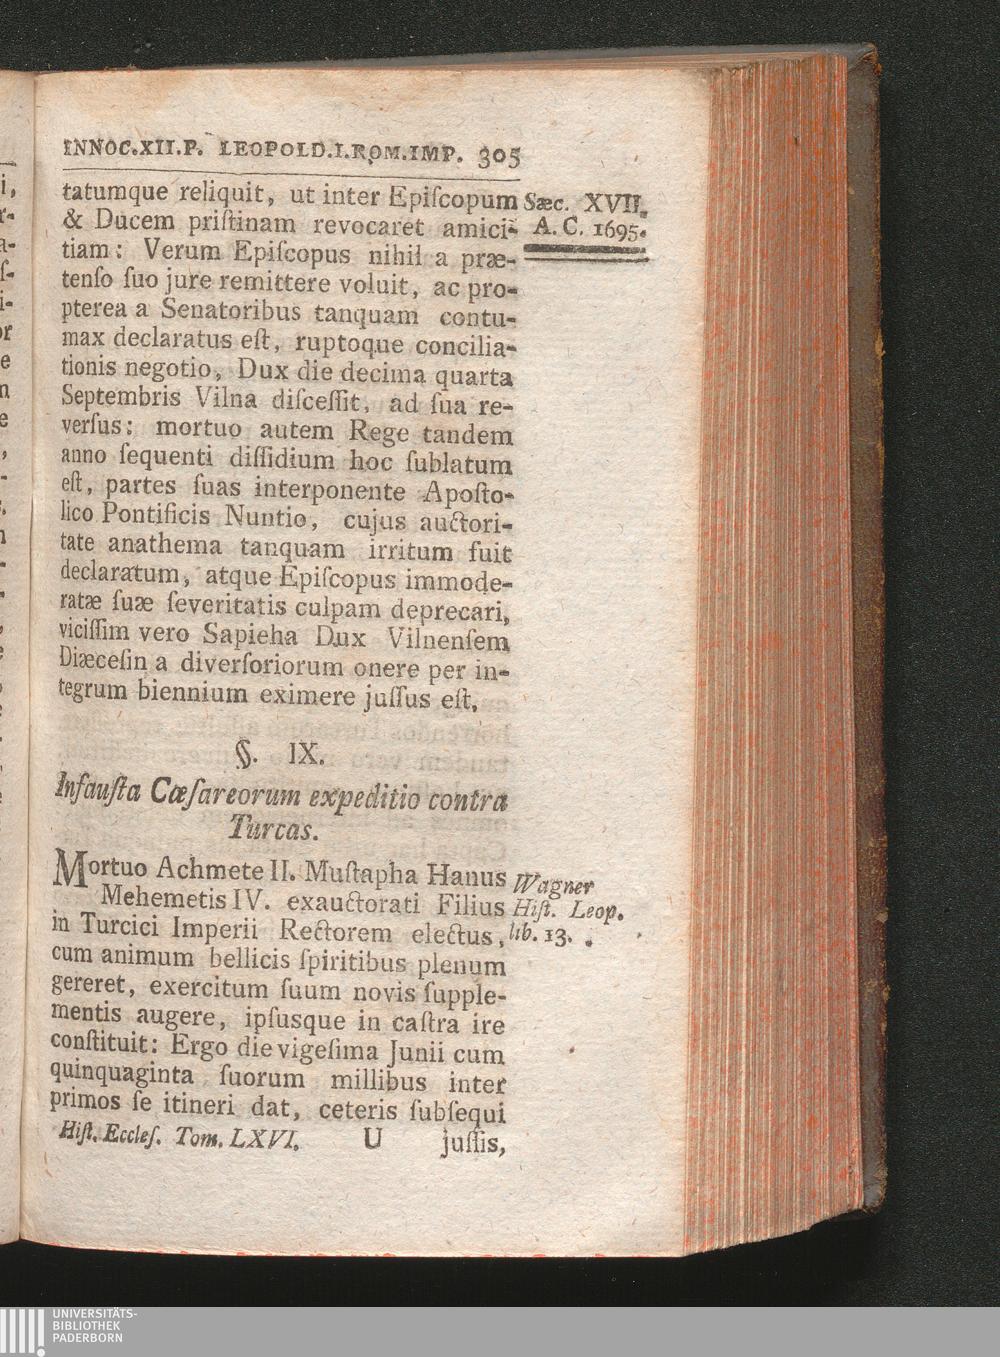 INNOC.XII.P. LEOPOLD.I.ROM.IMP. 305
tatumque reliquit, ut inter Epiſcopum
& Ducem priſtinam revocaret amici-
tiam: Verum Epiſcopus nihil a præ-
tenſo ſuo jure remittere voluit, ac pro-
pterea a Senatoribus tanquam contu-
max declaratus eſt, ruptoque concilia-
tionis negotio, Dux die decima quarta
Septembris Vilna diſceſſit, ad ſua re-
verſus: mortuo autem Rege tandem
anno ſequenti diſſidium hoc ſublatum
eſt, partes ſuas interponente Apoſto-
lico Pontificis Nuntio, cujus auctori-
tate anathema tanquam irritum fuit
declaratum, atque Epiſcopus immode-
ratæ ſuæ ſeveritatis culpam deprecari,
viciſſim vero Sapieha Dux Vilnenſem
Diæceſin a diverſoriorum onere per in-
tegrum biennium eximere juſſus eſt,
Sæc. XVII.
A. C. 1695.
§. IX.
Infauſta Cæſareorum expeditio contra
Turcas.
Mortuo Achmete II. Muſtapha Hanus
Mehemetis IV. exauctorati Filius
in Turcici Imperii Rectorem electus,
cum animum bellicis ſpiritibus plenum
gereret, exercitum ſuum novis ſupple-
mentis augere, ipſusque in caſtra ire
conſtituit: Ergo die vigeſima Junii cum
quinquaginta ſuorum millibus inter
primos ſe itineri dat, ceteris ſubſequi
Wagner
Hiſt. Leop.
lib. 13.
Hiſt. Eccleſ. Tom. LXVI. U juſſis,
UNIVERSITÄTS-
BIBLIOTHEK
PADERBORN